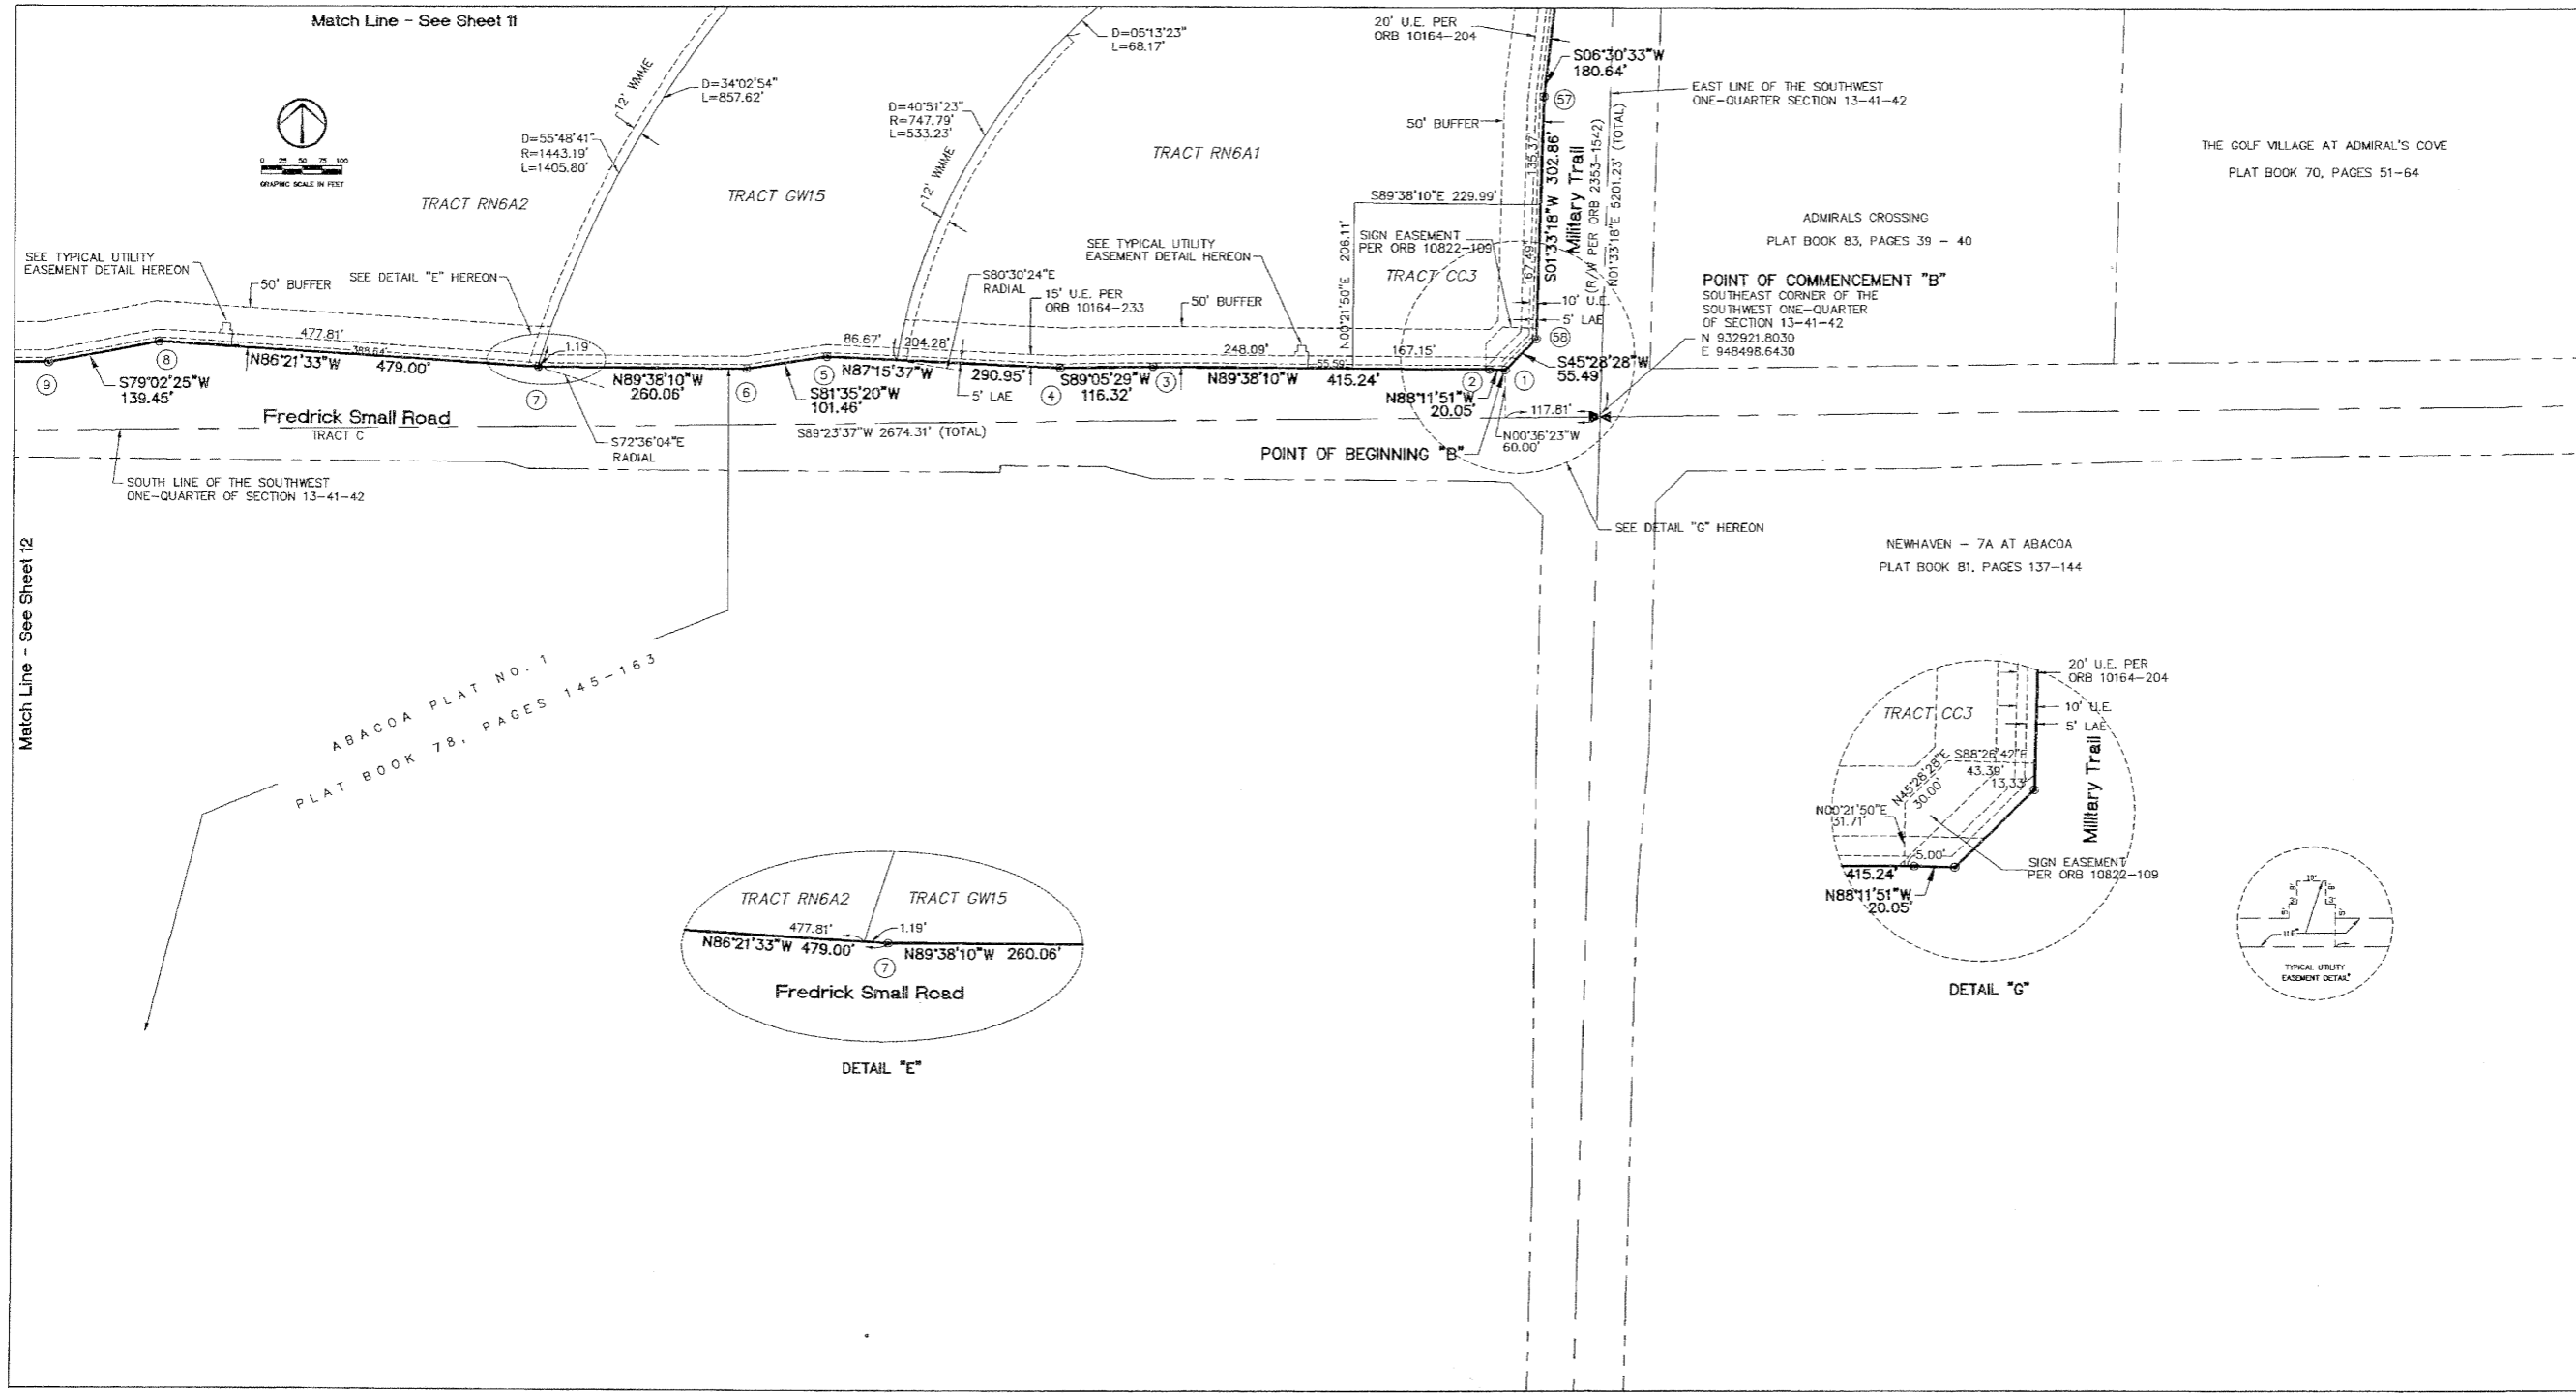 Match Line - See Sheet 11
0 25 50 75 100
GRAPHIC SCALE IN FEET
12' WMME
D=34°02'54"
L=857.62'
D=55°48'41"
R=1443.19'
L=1405.80'
TRACT RN6A2
TRACT GW15
D=05°13'23"
L=68.17'
D=40°51'23"
R=747.79'
L=533.23'
12' WMME
TRACT RN6A1
20' U.E. PER
ORB 10164-204
S06°30'33"W
180.64'
57
50' BUFFER
135.37'
S01°33'18"W 302.86'
Military Trail
(R/W PER ORB 2353-1542)
N01°33'18"E 5201.23' (TOTAL)
EAST LINE OF THE SOUTHWEST
ONE-QUARTER SECTION 13-41-42
THE GOLF VILLAGE AT ADMIRAL'S COVE
PLAT BOOK 70, PAGES 51-64
ADMIRALS CROSSING
PLAT BOOK 83, PAGES 39 - 40
S89°38'10"E 229.99'
N00°21'50"E 206.11'
SIGN EASEMENT
PER ORB 10822-109
167.49'
TRACT CC3
10' U.E.
5' LAE
58
POINT OF COMMENCEMENT "B"
SOUTHEAST CORNER OF THE
SOUTHWEST ONE-QUARTER
OF SECTION 13-41-42
N 932921.8030
E 948498.6430
SEE TYPICAL UTILITY
EASEMENT DETAIL HEREON
50' BUFFER
SEE DETAIL "E" HEREON
SEE TYPICAL UTILITY
EASEMENT DETAIL HEREON
S80°30'24"E
RADIAL
15' U.E. PER
ORB 10164-233
50' BUFFER
477.81'
388.64'
1.19'
86.67'
204.28'
248.09'
167.15'
55.59'
9
S79°02'25"W
139.45'
8
N86°21'33"W
479.00'
7
N89°38'10"W
260.06'
6
S81°35'20"W
101.46'
5
N87°15'37"W
290.95'
5' LAE
4
S89°05'29"W
116.32'
3
N89°38'10"W
415.24'
2
N88°11'51"W
20.05'
1
S45°28'28"W
55.49'
Fredrick Small Road
TRACT C
S72°36'04"E
RADIAL
S89°23'37"W 2674.31' (TOTAL)
117.81'
N00°36'23"W
60.00'
POINT OF BEGINNING "B"
SOUTH LINE OF THE SOUTHWEST
ONE-QUARTER OF SECTION 13-41-42
SEE DETAIL "G" HEREON
NEWHAVEN - 7A AT ABACOA
PLAT BOOK 81, PAGES 137-144
Match Line - See Sheet 12
ABACOA PLAT NO. 1
PLAT BOOK 78, PAGES 145-163
TRACT RN6A2
TRACT GW15
477.81'
1.19'
N86°21'33"W 479.00'
N89°38'10"W 260.06'
7
Fredrick Small Road
DETAIL "E"
20' U.E. PER
ORB 10164-204
TRACT CC3
10' U.E.
5' LAE
Military Trail
S88°26'42"E
43.39'
13.33'
N45°28'28"E
30.00'
N00°21'50"E
31.71'
5.00'
415.24'
N88°11'51"W
20.05'
SIGN EASEMENT
PER ORB 10822-109
DETAIL "G"
10'
U.E.
TYPICAL UTILITY
EASEMENT DETAIL